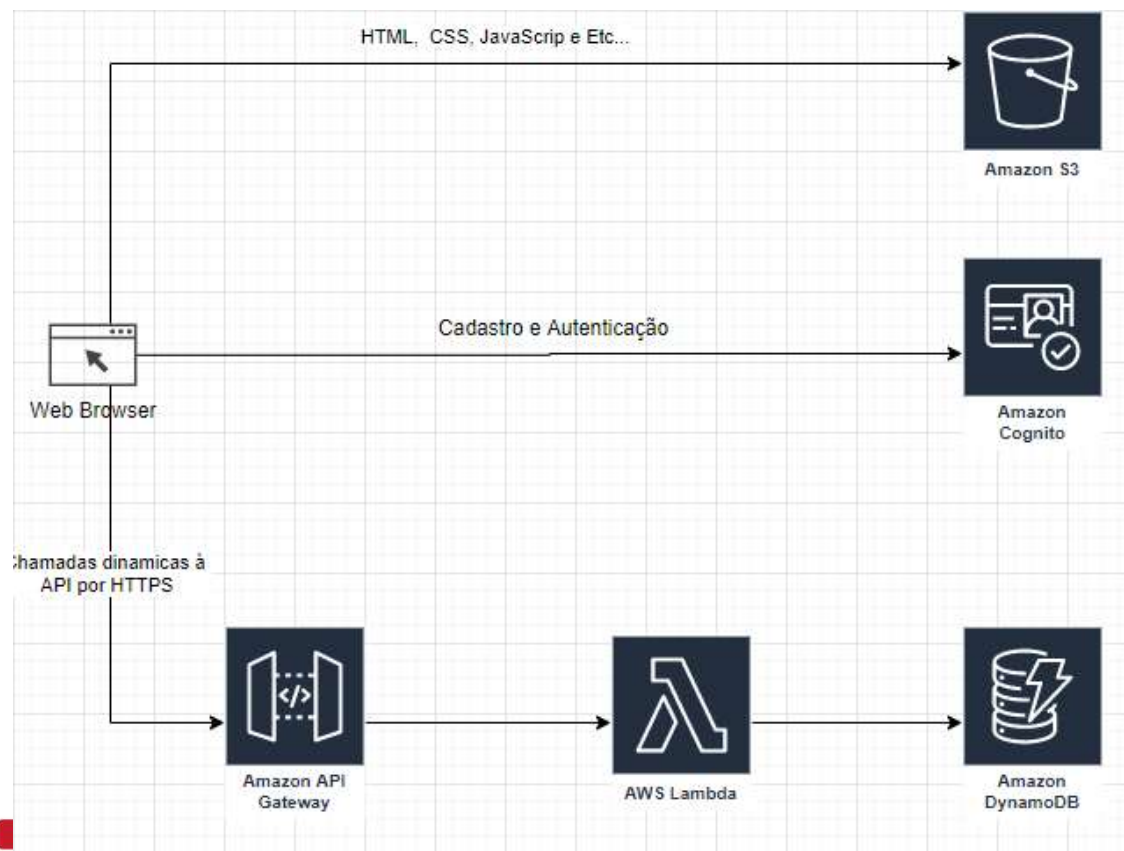 HTML, CSS, JavaScrip e Etc...
Amazon S3
Cadastro e Autenticação
Web Browser
Amazon
Cognito
Chamadas dinamicas à
API por HTTPS
</>
Amazon API
Gateway
AWS Lambda
Amazon
DynamoDB